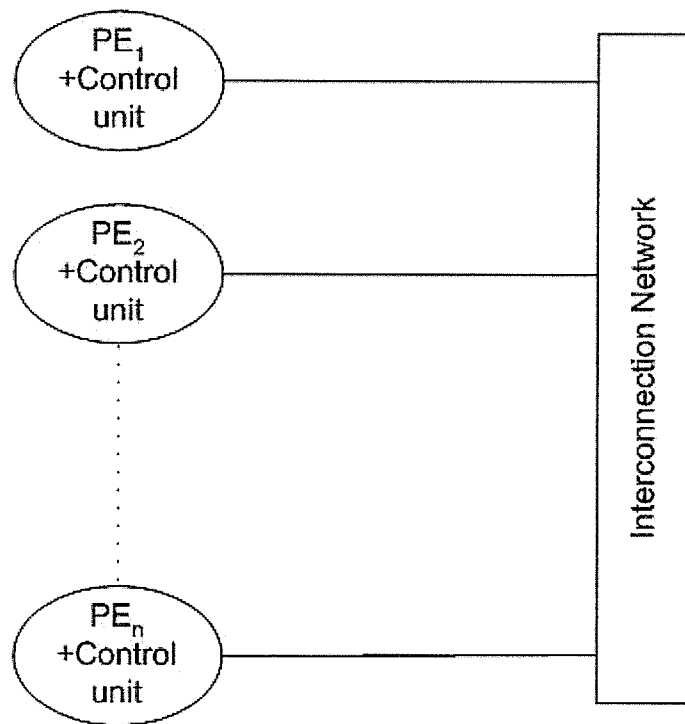 PE₁
+Control
unit
PE₂
+Control
unit
PEₙ
+Control
unit
Interconnection Network